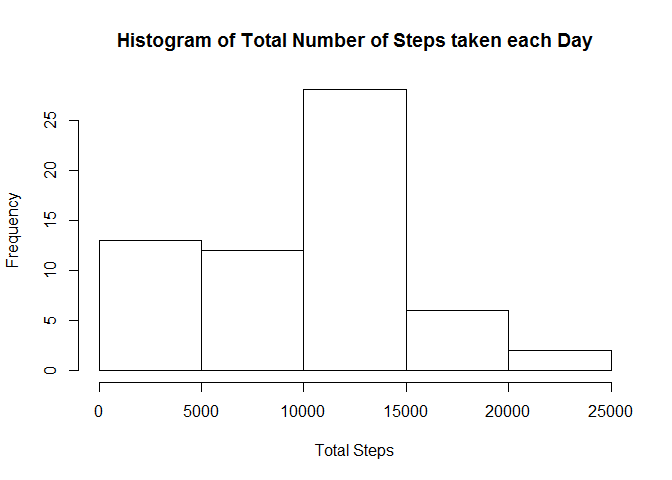 Histogram of Total Number of Steps taken each Day
Frequency
25
20
15
10
5
0
0 5000 10000 15000 20000 25000
Total Steps